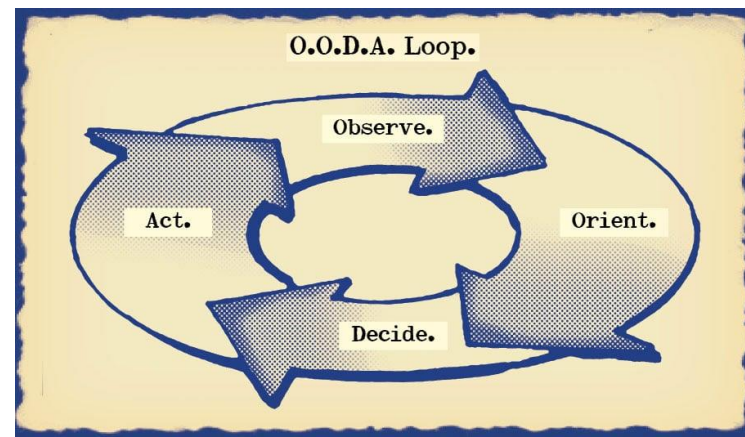 O.O.D.A. Loop.
Observe.
Orient.
Decide.
Act.